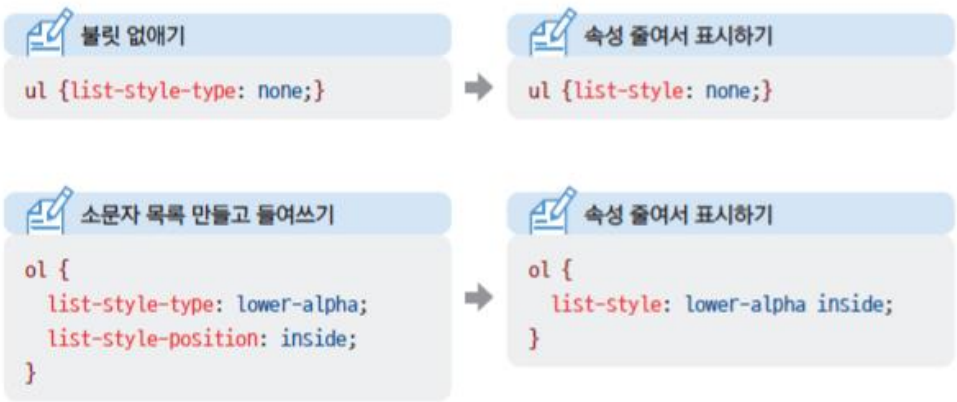 불릿 없애기
ul {list-style-type: none;}
속성 줄여서 표시하기
ul {list-style: none;}
소문자 목록 만들고 들여쓰기
ol {
list-style-type: lower-alpha;
list-style-position: inside;
}
속성 줄여서 표시하기
ol {
list-style: lower-alpha inside;
}